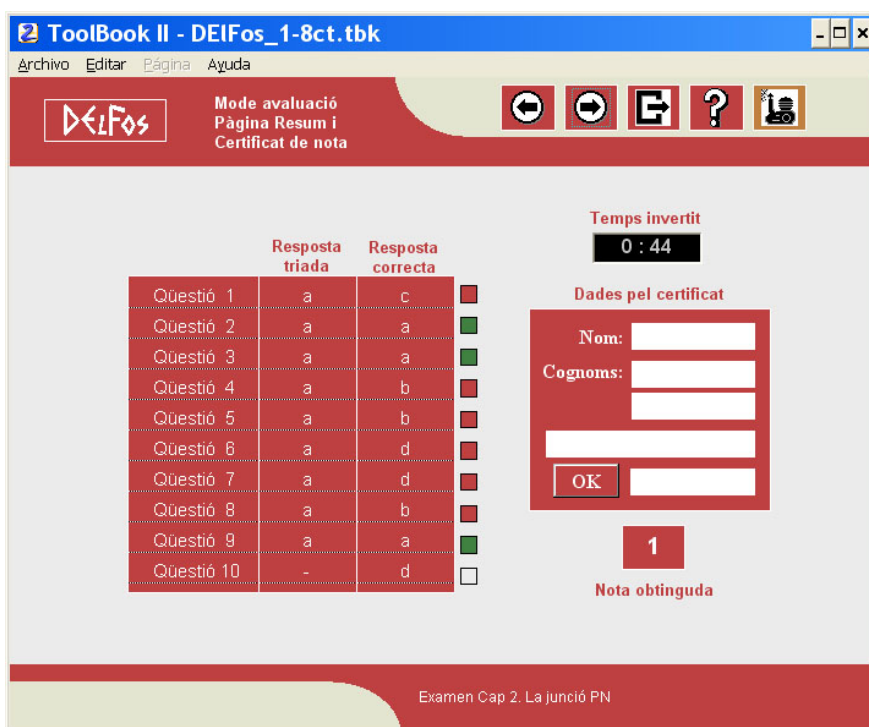 ToolBook II - DElFos_1-8ct.tbk
Archivo Editar Página Ayuda
DELFos
Mode avaluació
Pàgina Resum i
Certificat de nota
Temps invertit
0 : 44
Resposta triada Resposta correcta
Qüestió 1 a c
Qüestió 2 a a
Qüestió 3 a a
Qüestió 4 a b
Qüestió 5 a b
Qüestió 6 a d
Qüestió 7 a d
Qüestió 8 a b
Qüestió 9 a a
Qüestió 10 - d
Dades pel certificat
Nom:
Cognoms:
OK
1
Nota obtinguda
Examen Cap 2. La junció PN